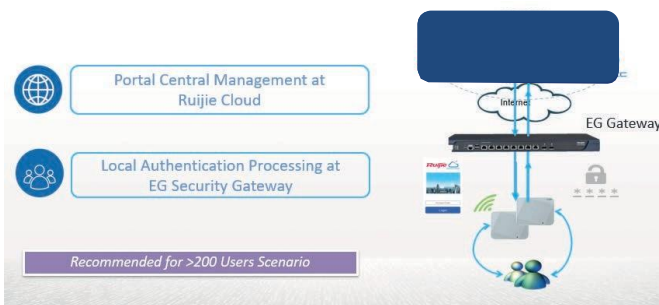 Portal Central Management at
Ruijie Cloud
Local Authentication Processing at
EG Security Gateway
Recommended for >200 Users Scenario
Internet
EG Gateway
Ruijie
****